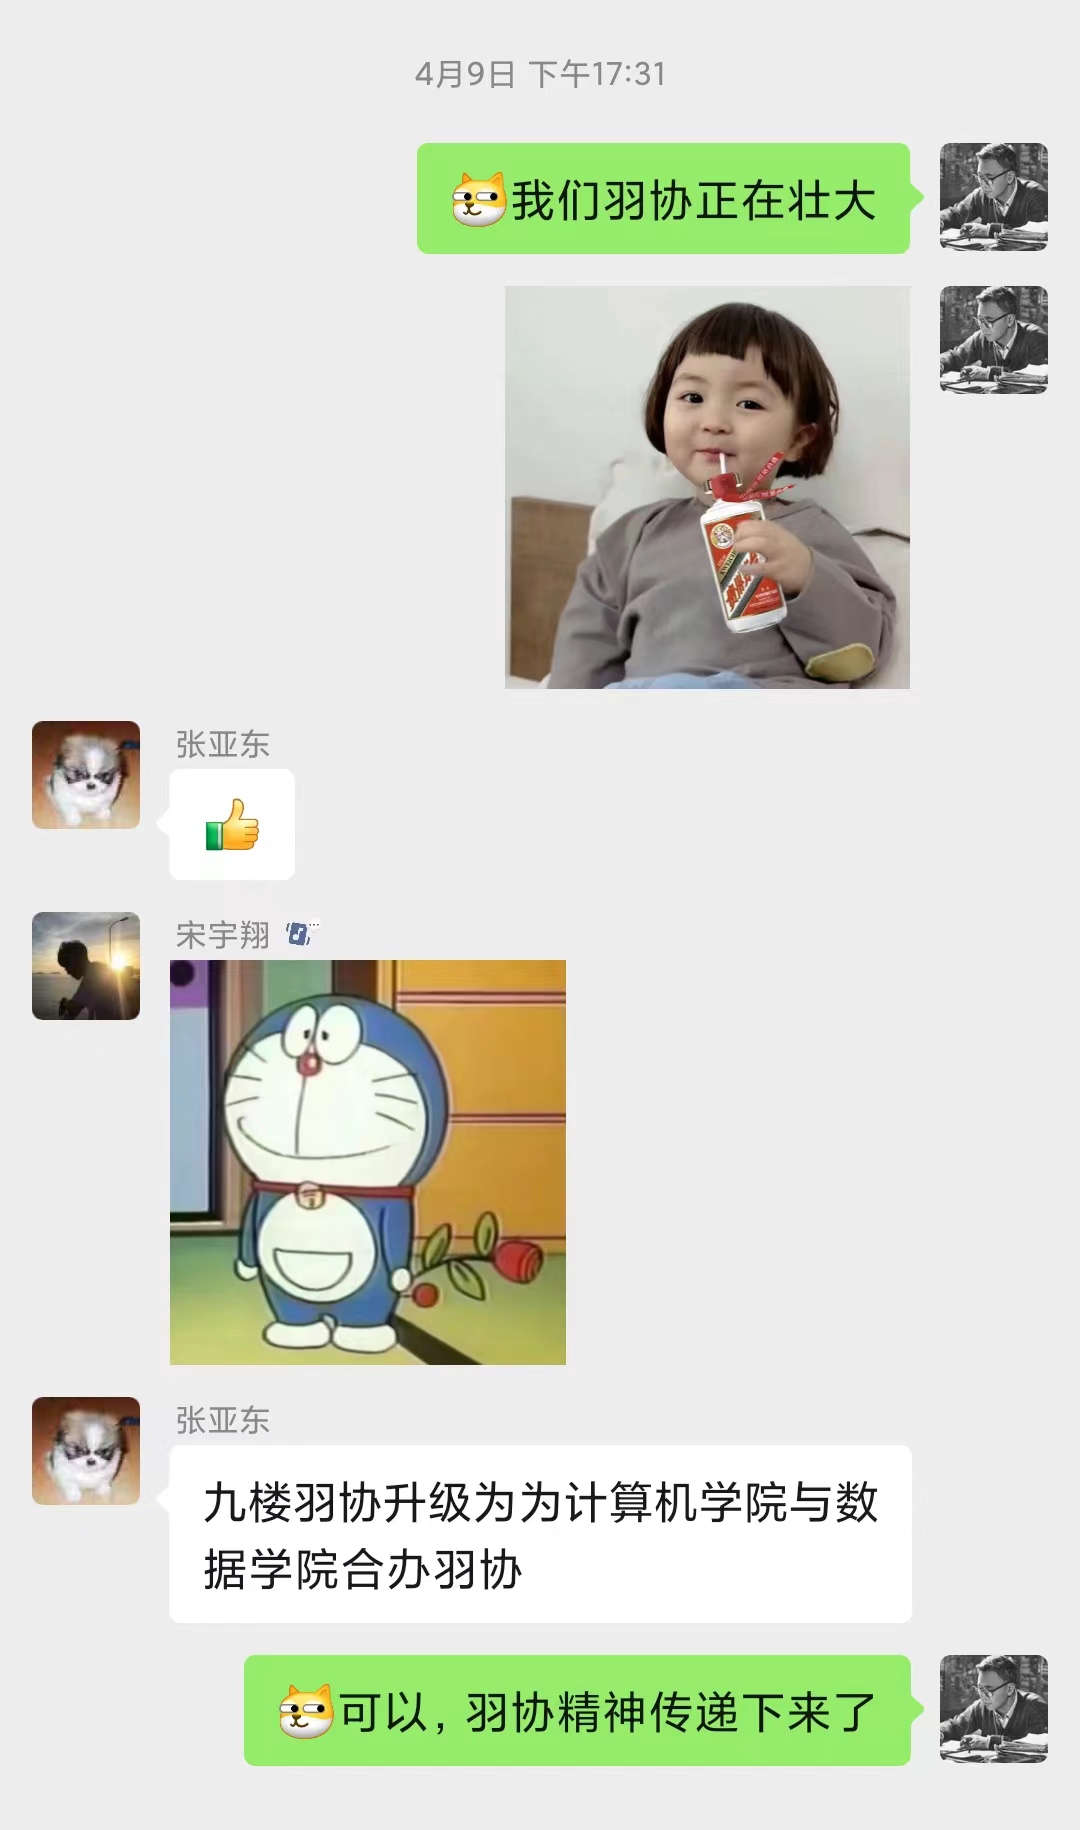 4月9日 下午17:31
我们羽协正在壮大
张亚东
宋宇翔
张亚东
九楼羽协升级为为计算机学院与数
据学院合办羽协
可以，羽协精神传递下来了